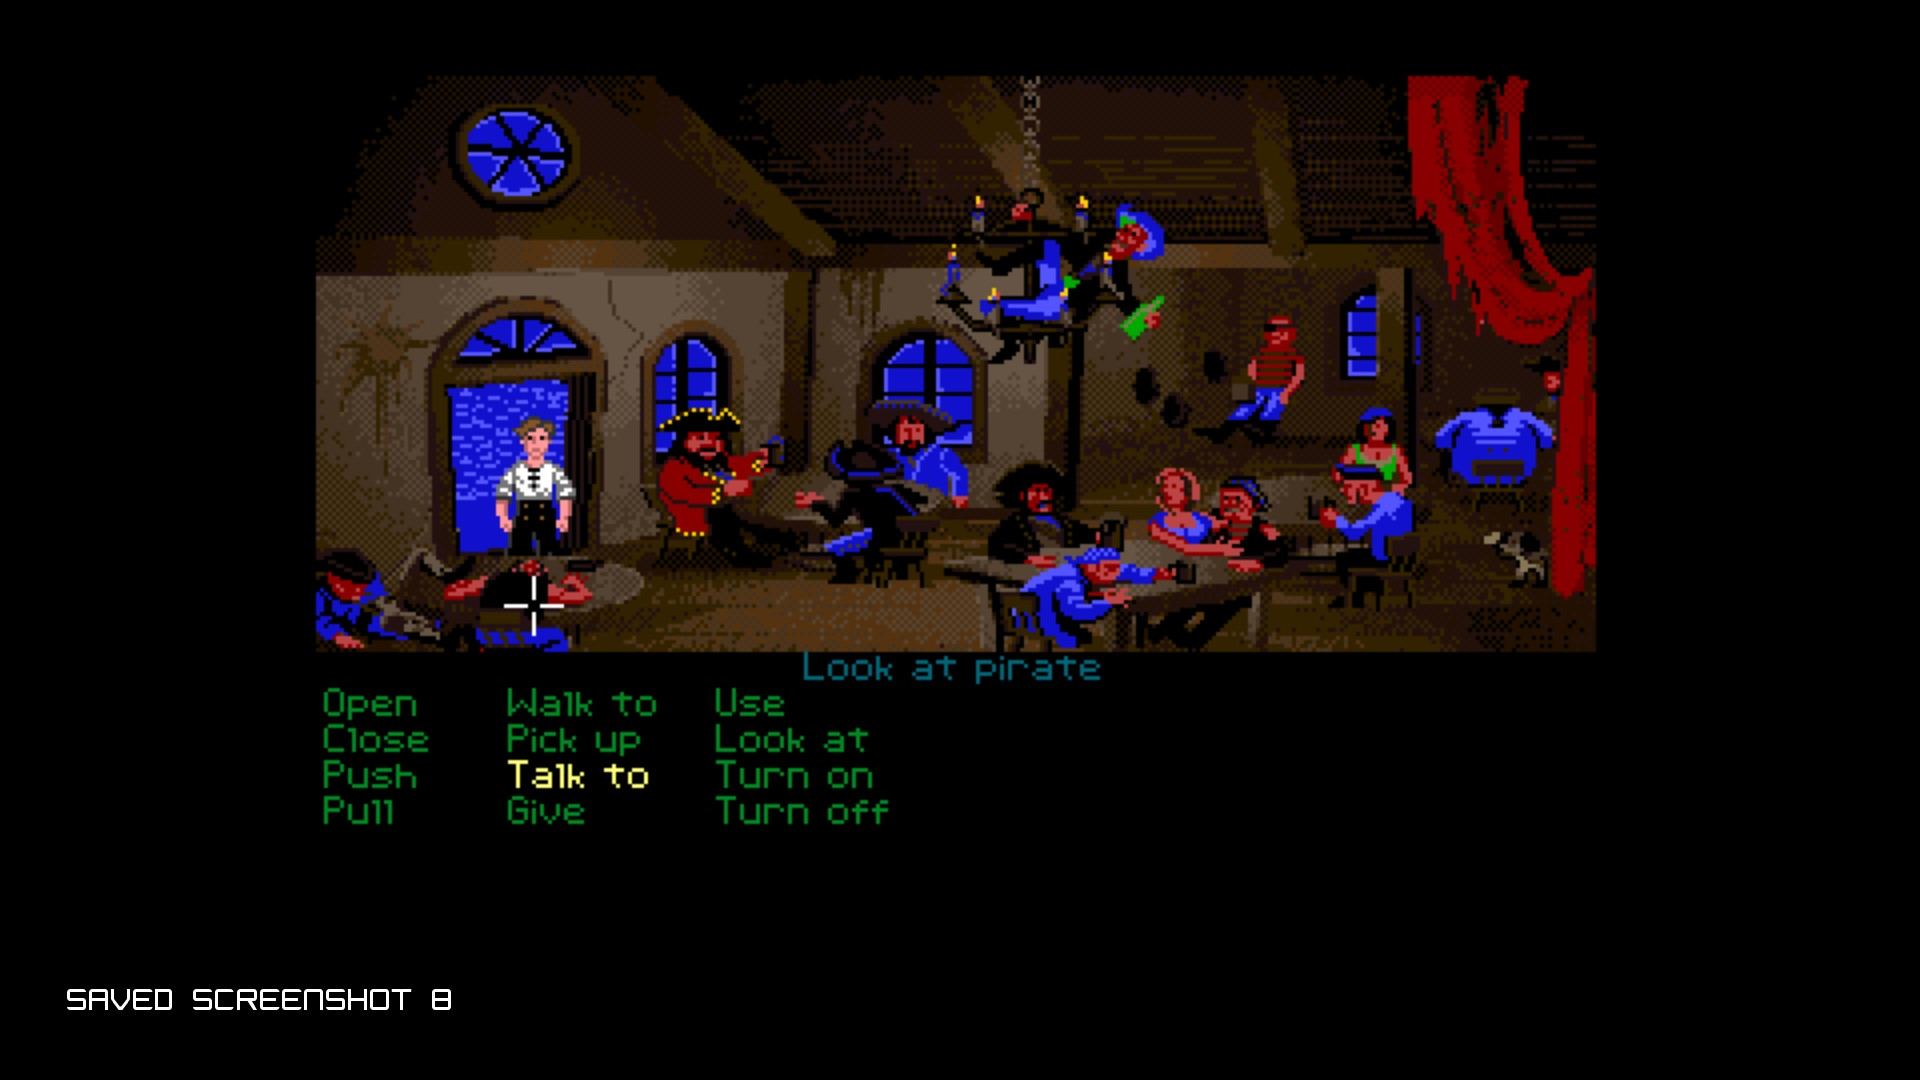 Look at pirate
Open Walk to Use
Close Pick up Look at
Push Talk to Turn on
Pull Give Turn off
SAVED SCREENSHOT 8